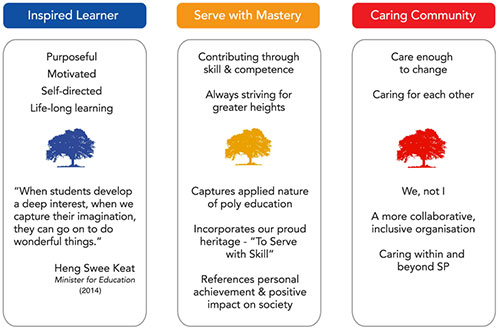 Inspired Learner
Purposeful
Motivated
Self-directed
Life-long learning
“When students develop
a deep interest, when we
capture their imagination,
they can go on to do
wonderful things.”
Heng Swee Keat
Minister for Education
(2014)
Serve with Mastery
Contributing through
skill & competence
Always striving for
greater heights
Captures applied nature
of poly education
Incorporates our proud
heritage - “To Serve
with Skill”
References personal
achievement & positive
impact on society
Caring Community
Care enough
to change
Caring for each other
We, not I
A more collaborative,
inclusive organisation
Caring within and
beyond SP